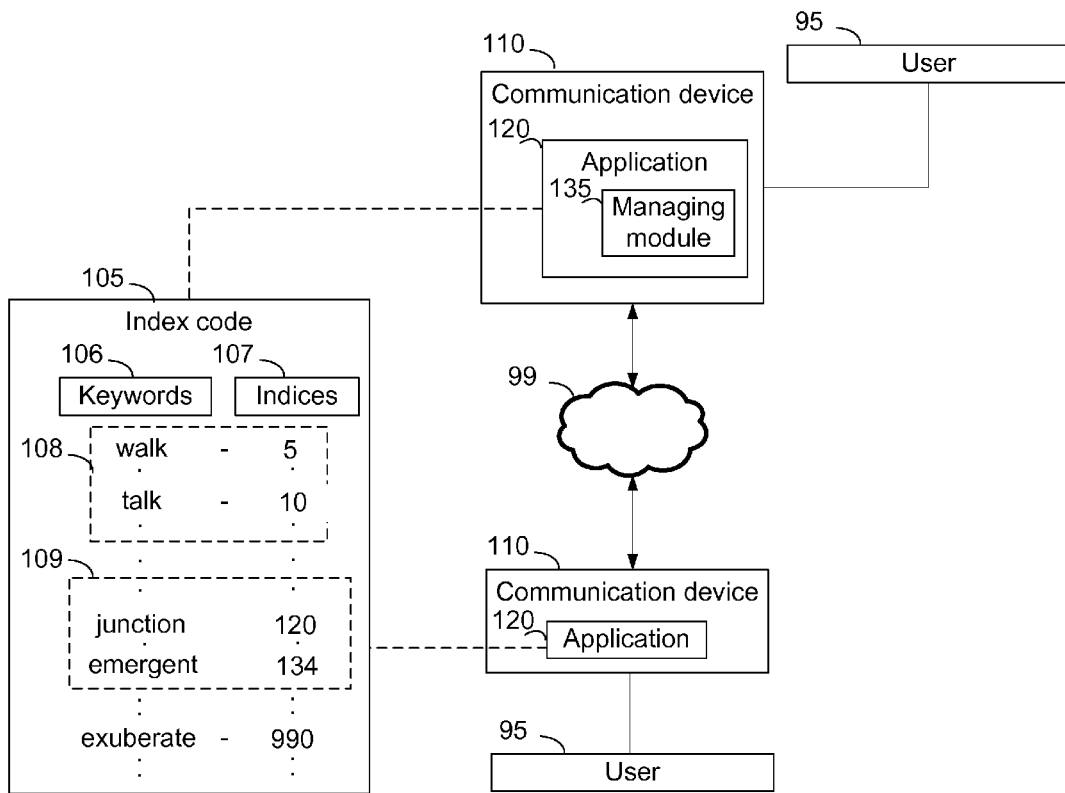 110
95
User
Communication device
120
Application
135
Managing
module
105
Index code
106
107
Keywords
Indices
99
108
walk - 5
talk - 10
109
110
Communication device
junction 120
120
Application
emergent 134
exuberate - 990
95
User